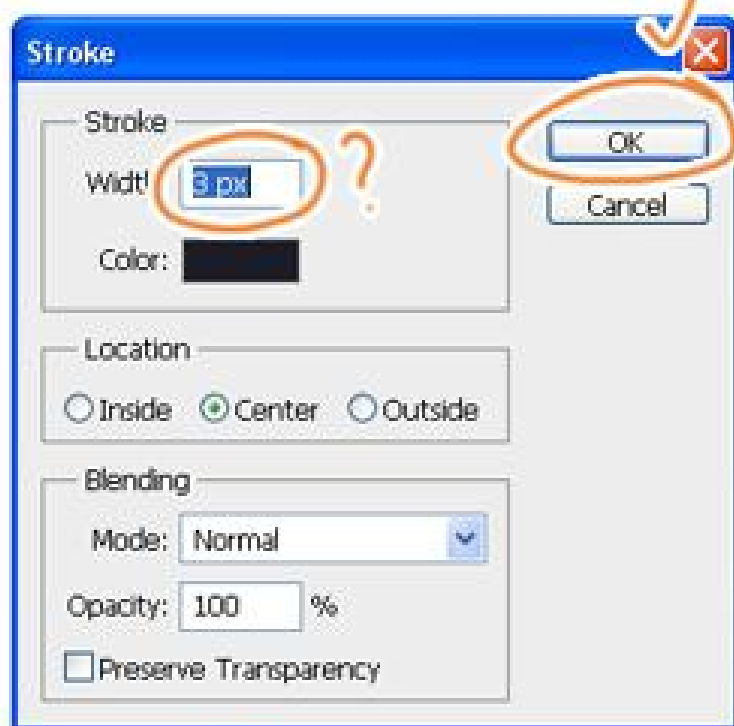 Stroke
Stroke
OK
Widt
3 px
?
Cancel
Color:
Location
Inside Center Outside
Blending
Mode: Normal
Opacity: 100 %
Preserve Transparency